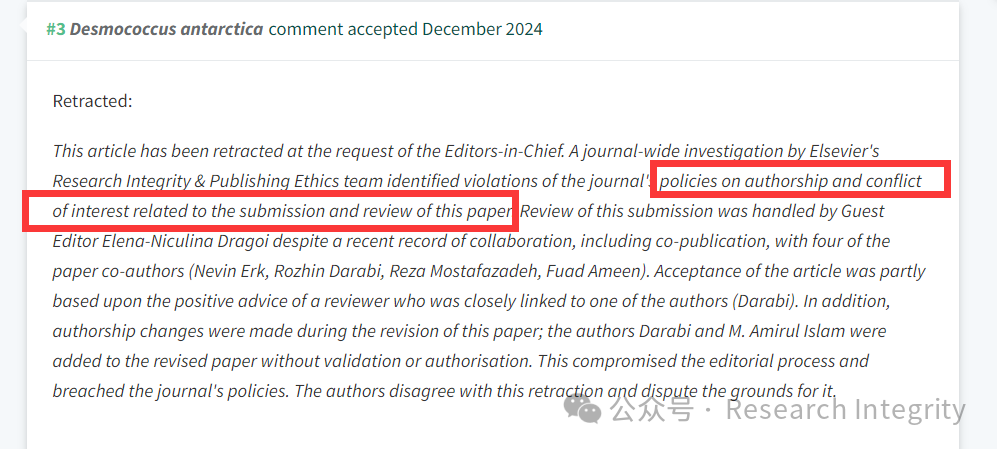 #3 Desmococcus antarctica comment accepted December 2024
Retracted:
This article has been retracted at the request of the Editors-in-Chief. A journal-wide investigation by Elsevier's
Research Integrity & Publishing Ethics team identified violations of the journal's policies on authorship and conflict
of interest related to the submission and review of this paper. Review of this submission was handled by Guest
Editor Elena-Niculina Dragoi despite a recent record of collaboration, including co-publication, with four of the
paper co-authors (Nevin Erk, Rozhin Darabi, Reza Mostafazadeh, Fuad Ameen). Acceptance of the article was partly
based upon the positive advice of a reviewer who was closely linked to one of the authors (Darabi). In addition,
authorship changes were made during the revision of this paper; the authors Darabi and M. Amirul Islam were
added to the revised paper without validation or authorisation. This compromised the editorial process and
breached the journal's policies. The authors disagree with this retraction and dispute the grounds for it.
公众号 · Research Integrity